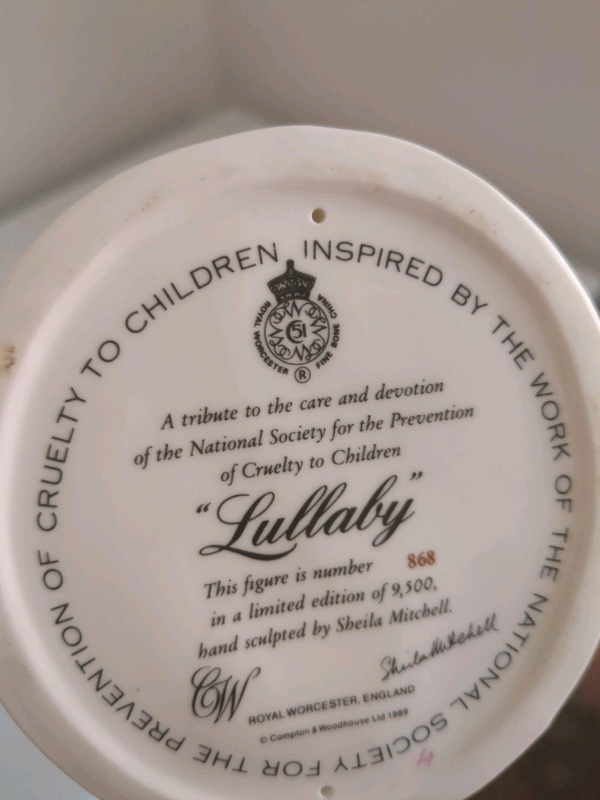 INSPIRED BY THE WORK OF THE NATIONAL SOCIETY FOR THE PREVENTION OF CRUELTY TO CHILDREN
ROYAL WORCESTER FINE BONE CHINA
51
®
A tribute to the care and devotion
of the National Society for the Prevention
of Cruelty to Children
“Lullaby”
This figure is number 868
in a limited edition of 9,500,
hand sculpted by Sheila Mitchell.
Sheila Mitchell
CW
ROYAL WORCESTER, ENGLAND
© Compton & Woodhouse Ltd 1989